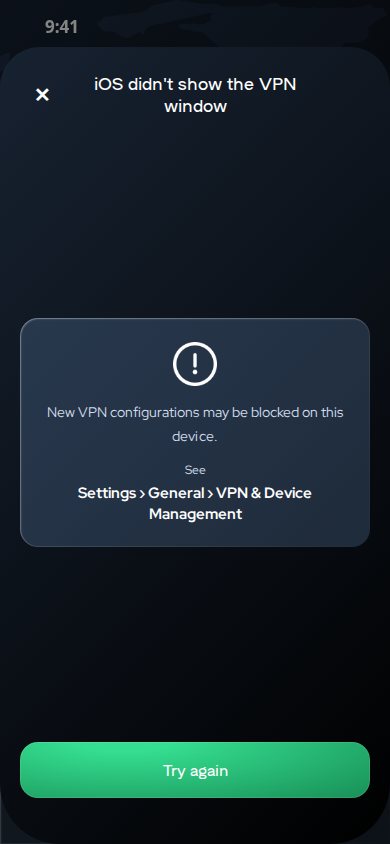 9:41
iOS didn't show the VPN
window
New VPN configurations may be blocked on this
device.
See
Settings › General › VPN & Device
Management
Try again